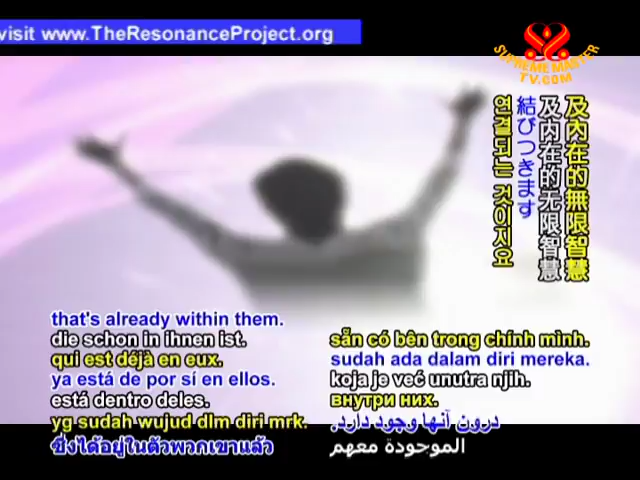 visit www.TheResonanceProject.org
SUPREME MASTER
TV.COM
及內在的無限智慧
及内在的无限智慧
結びつきます
연결되는 것이지요
that's already within them.
die schon in ihnen ist.
qui est déjà en eux.
ya está de por sí en ellos.
está dentro deles.
yg sudah wujud dlm diri mrk.
ซึ่งได้อยู่ในตัวพวกเขาแล้ว
sẵn có bên trong chính mình.
sudah ada dalam diri mereka.
koja je već unutra njih.
внутри них.
درون آنها وجود دارد.
الموجودة معهم